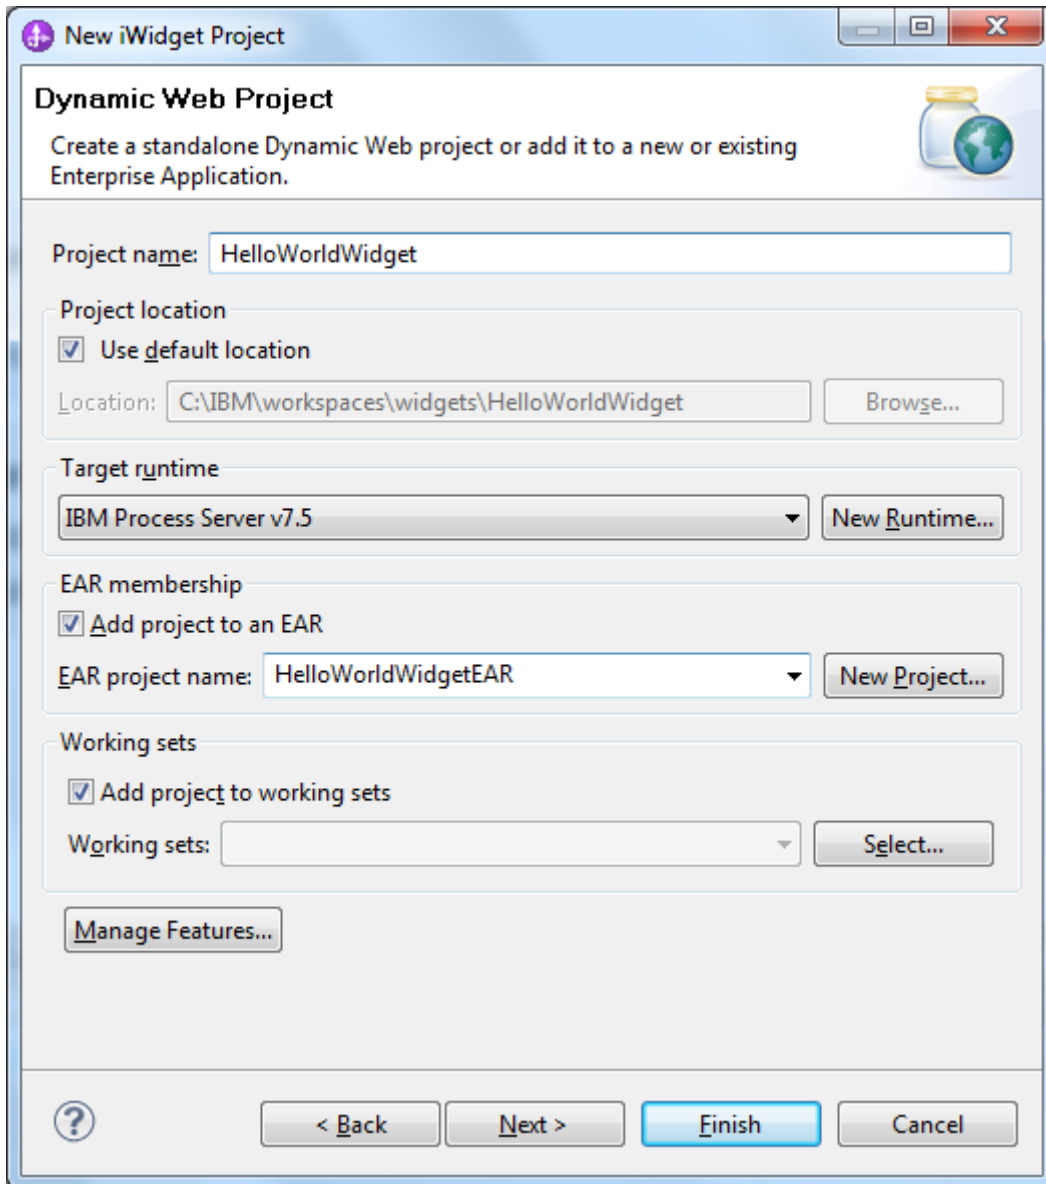 New iWidget Project
Dynamic Web Project
Create a standalone Dynamic Web project or add it to a new or existing
Enterprise Application.
Project name: HelloWorldWidget
Project location
Use default location
Location: C:\IBM\workspaces\widgets\HelloWorldWidget Browse...
Target runtime
IBM Process Server v7.5 New Runtime...
EAR membership
Add project to an EAR
EAR project name: HelloWorldWidgetEAR New Project...
Working sets
Add project to working sets
Working sets: Select...
Manage Features...
? < Back Next > Finish Cancel